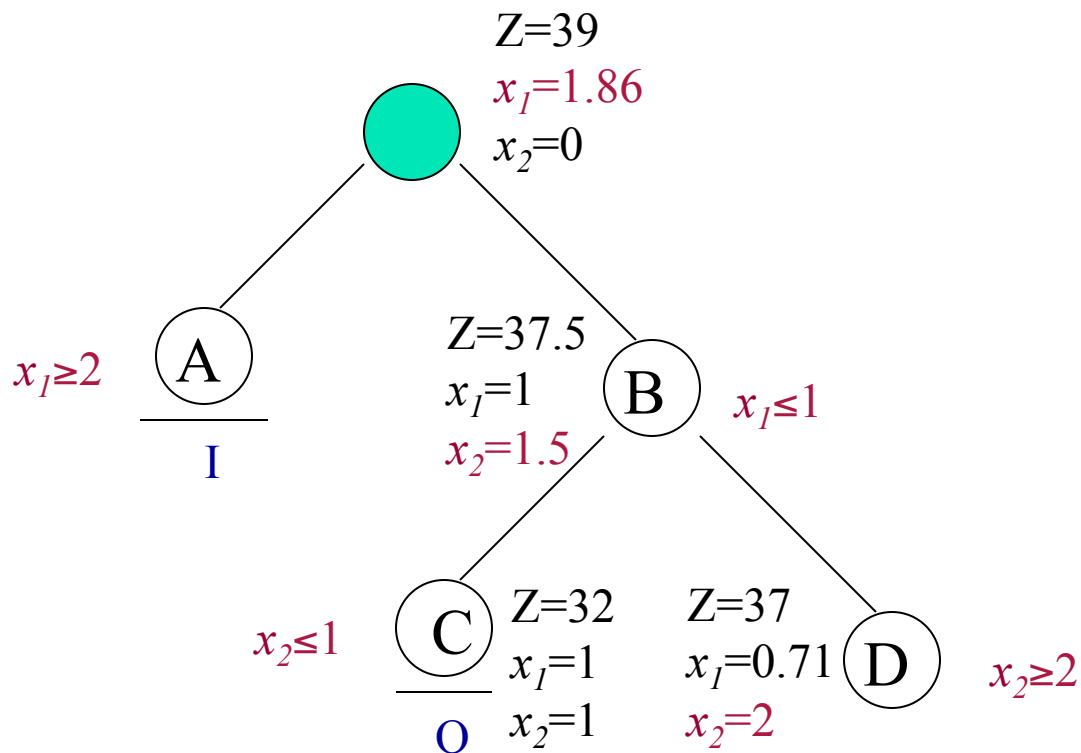 Z=39
x₁=1.86
x₂=0
A
x₁≥2
I
Z=37.5
x₁=1
x₂=1.5
B
x₁≤1
C
x₂≤1
O
Z=32
x₁=1
x₂=1
Z=37
x₁=0.71
x₂=2
D
x₂≥2